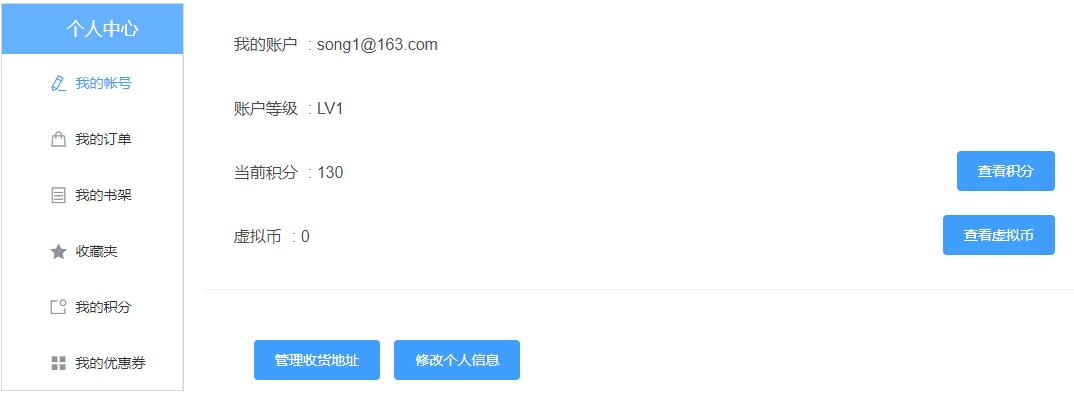 个人中心
我的帐号
我的订单
我的书架
收藏夹
我的积分
我的优惠券
我的账户 : song1@163.com
账户等级 : LV1
当前积分 : 130
查看积分
虚拟币 : 0
查看虚拟币
管理收货地址
修改个人信息